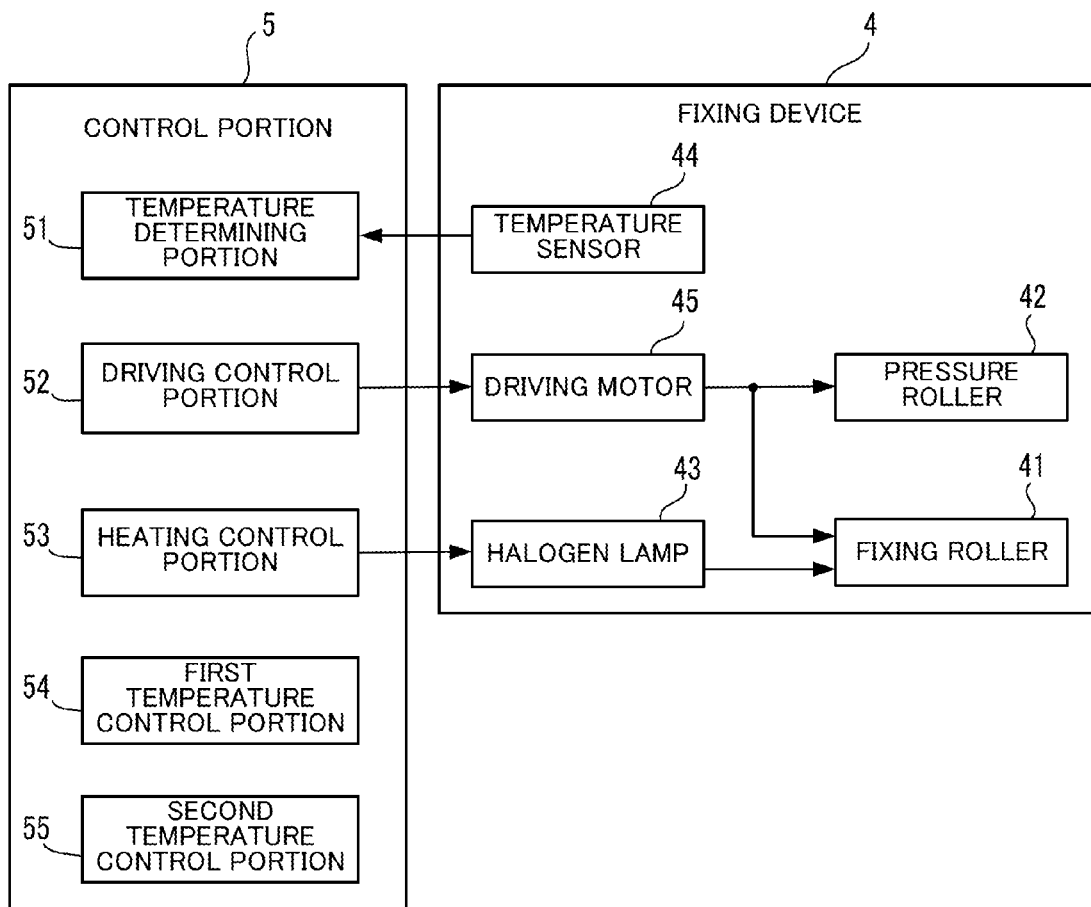 5
4
CONTROL PORTION
FIXING DEVICE
51
TEMPERATURE
DETERMINING
PORTION
44
TEMPERATURE
SENSOR
52
DRIVING CONTROL
PORTION
45
DRIVING MOTOR
42
PRESSURE
ROLLER
53
HEATING CONTROL
PORTION
43
HALOGEN LAMP
41
FIXING ROLLER
54
FIRST
TEMPERATURE
CONTROL PORTION
55
SECOND
TEMPERATURE
CONTROL PORTION